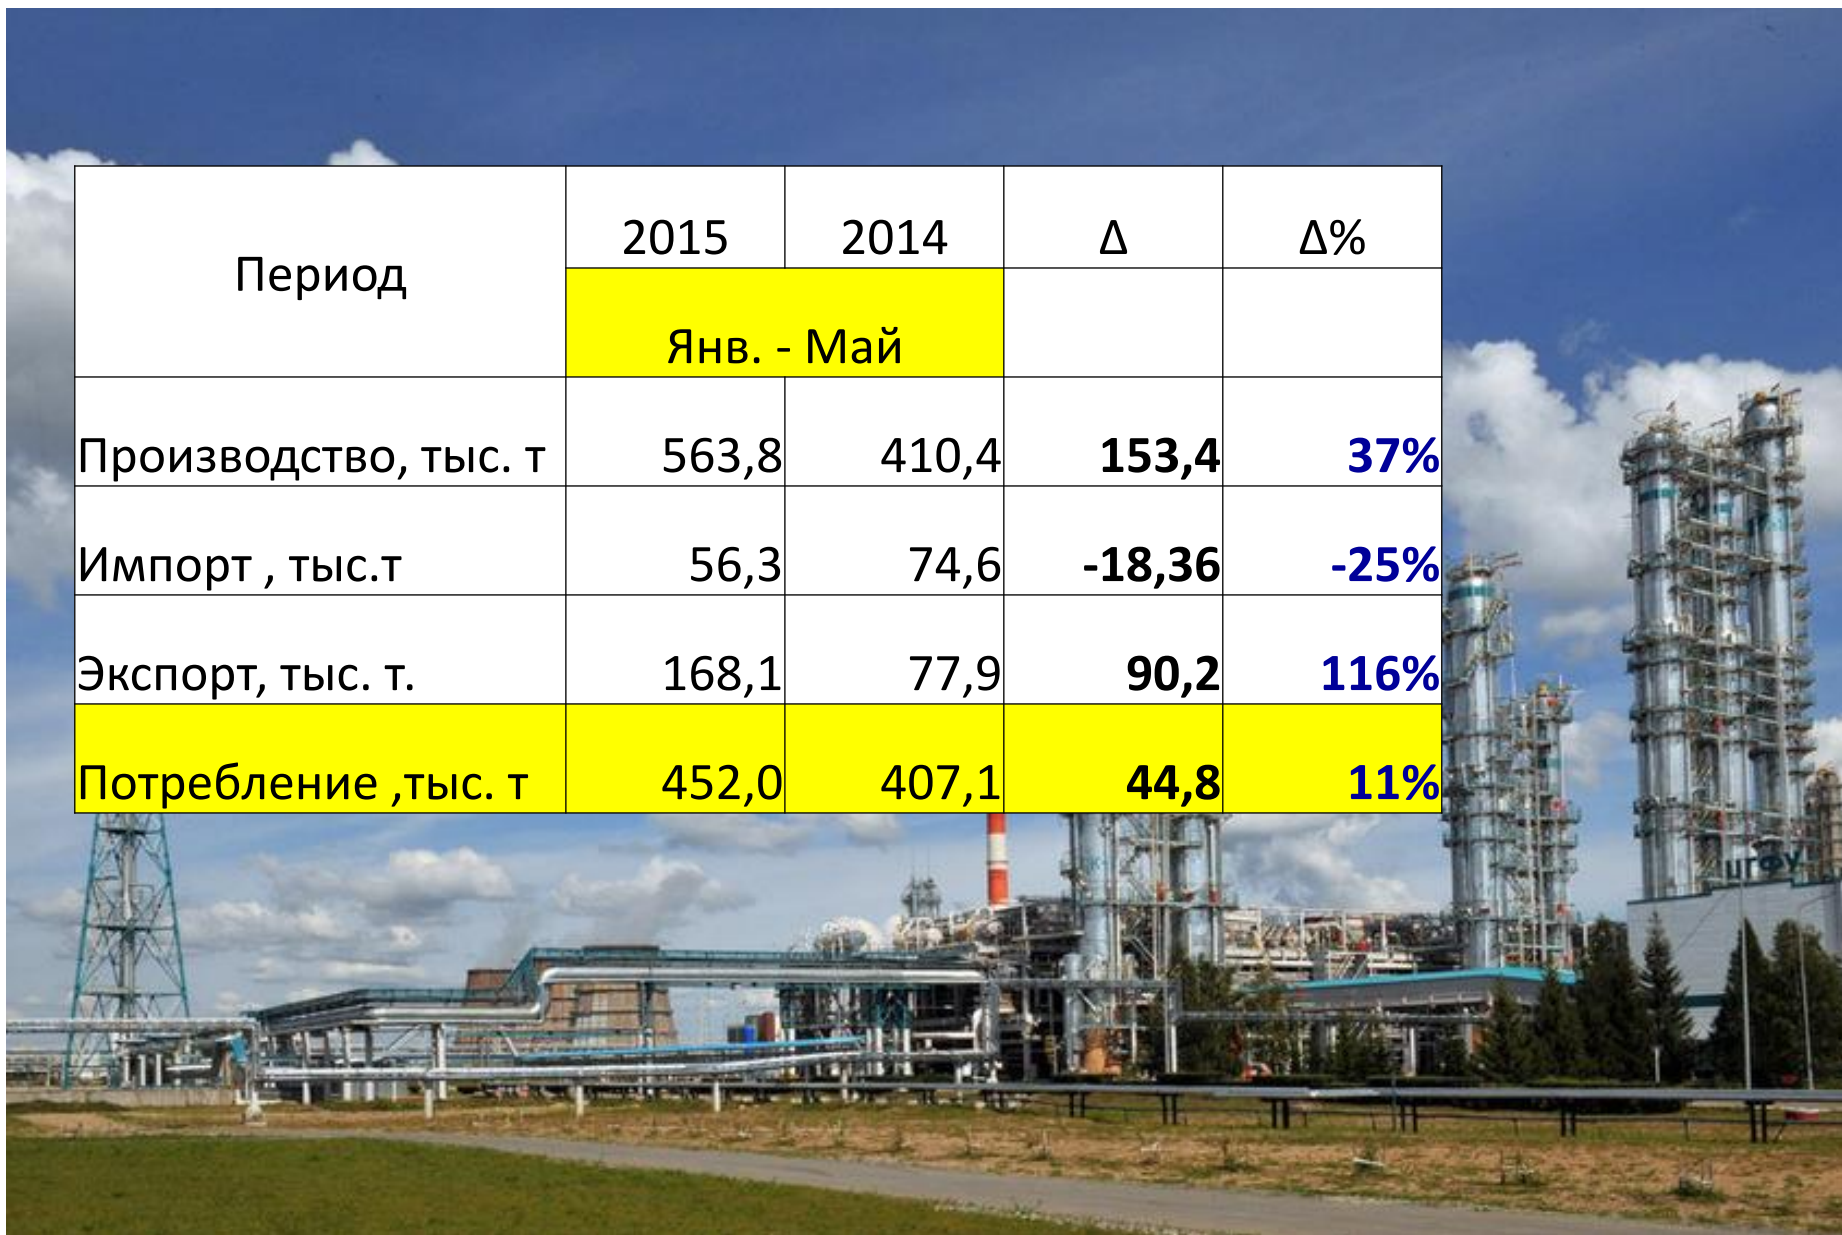 Период 2015 2014 Δ Δ%
Янв. - Май
Производство, тыс. т 563,8 410,4 153,4 37%
Импорт , тыс.т 56,3 74,6 -18,36 -25%
Экспорт, тыс. т. 168,1 77,9 90,2 116%
Потребление ,тыс. т 452,0 407,1 44,8 11%
ЦГФУ